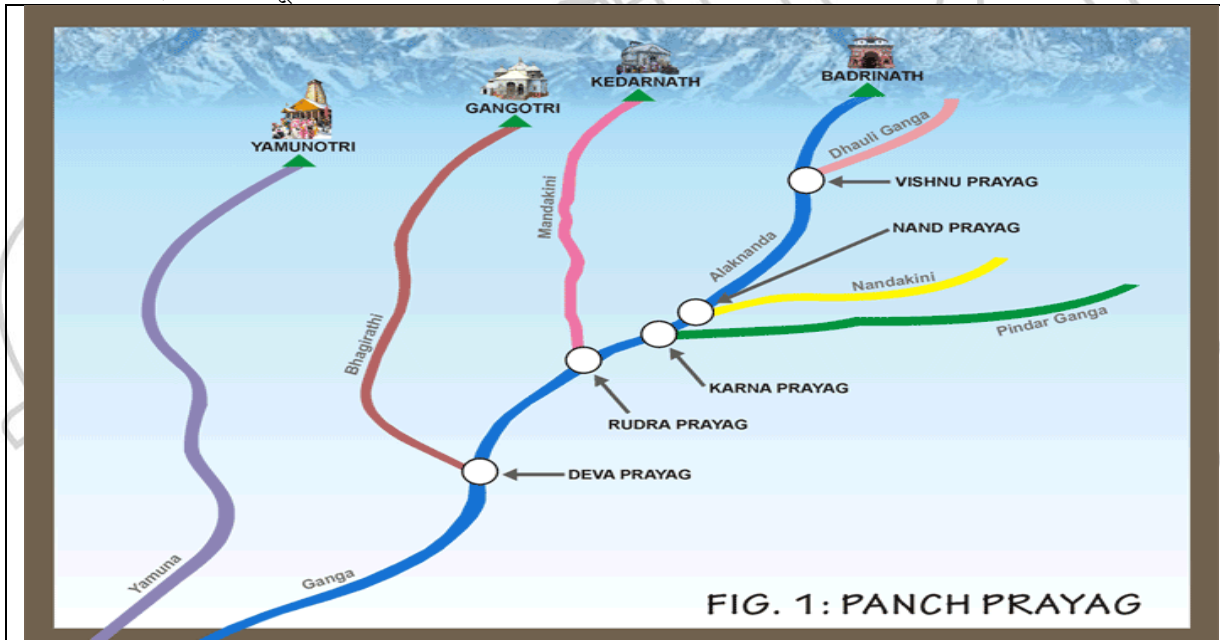 BADRINATH
KEDARNATH
GANGOTRI
YAMUNOTRI
Dhauli Ganga
VISHNU PRAYAG
Mandakini
NAND PRAYAG
Alaknanda
Nandakini
Pindar Ganga
Bhagirathi
KARNA PRAYAG
RUDRA PRAYAG
DEVA PRAYAG
Yamuna
Ganga
FIG. 1: PANCH PRAYAG